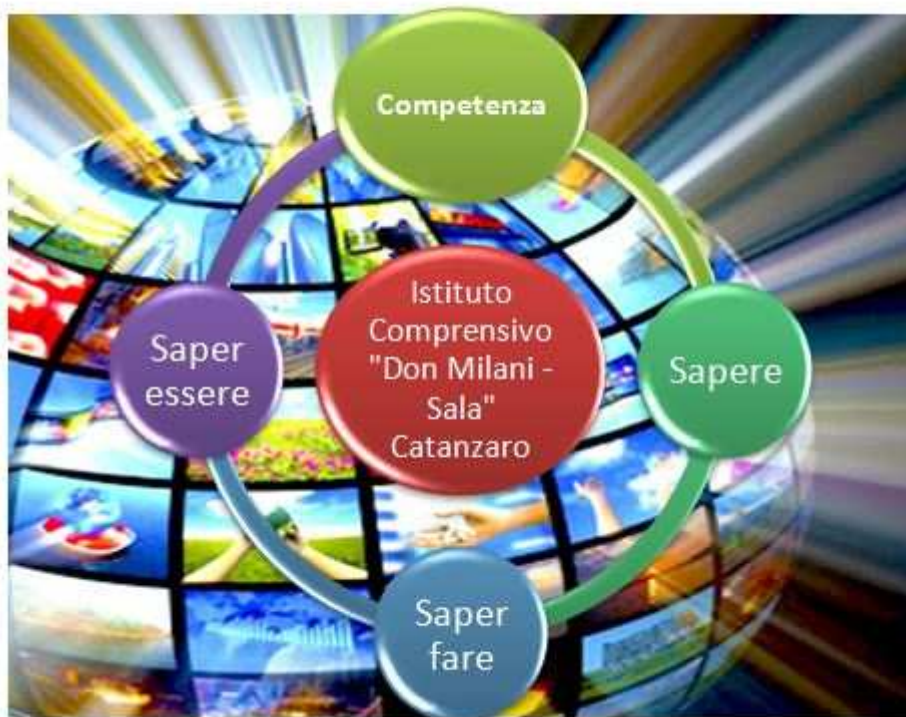 Competenza
Istituto
Comprensivo
"Don Milani -
Sala"
Catanzaro
Saper
essere
Sapere
Saper
fare